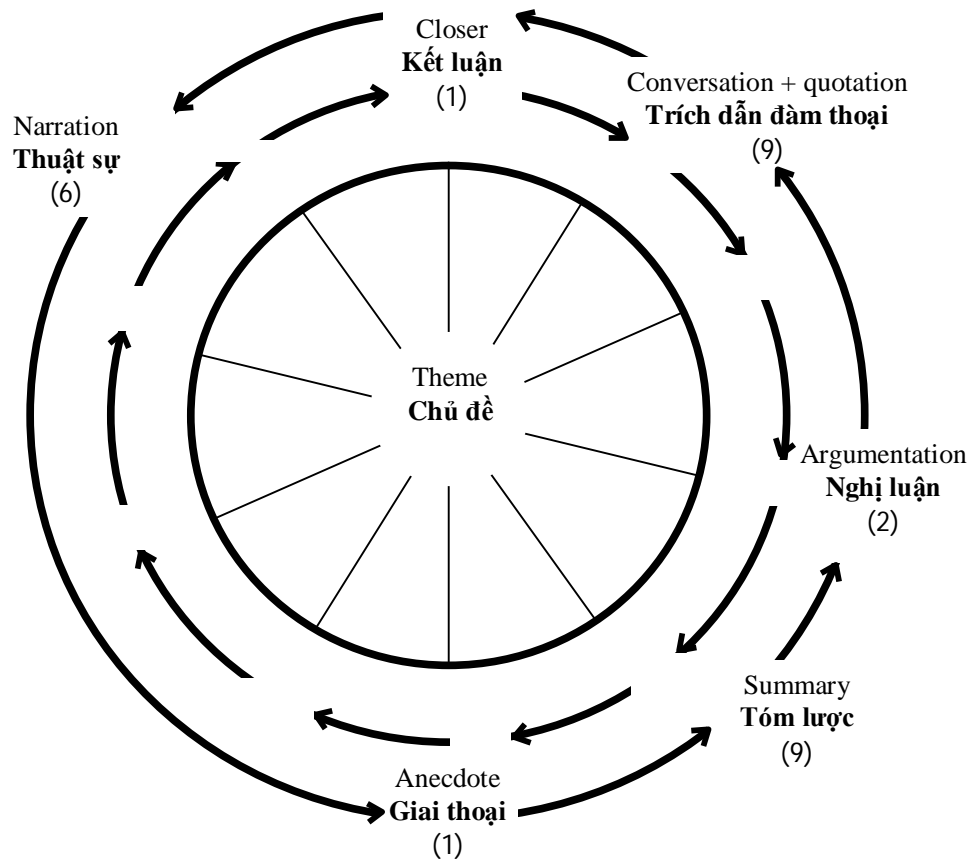 Closer
Kết luận
(1)
Conversation + quotation
Trích dẫn đàm thoại
(9)
Narration
Thuật sự
(6)
Theme
Chủ đề
Argumentation
Nghị luận
(2)
Summary
Tóm lược
(9)
Anecdote
Giai thoại
(1)